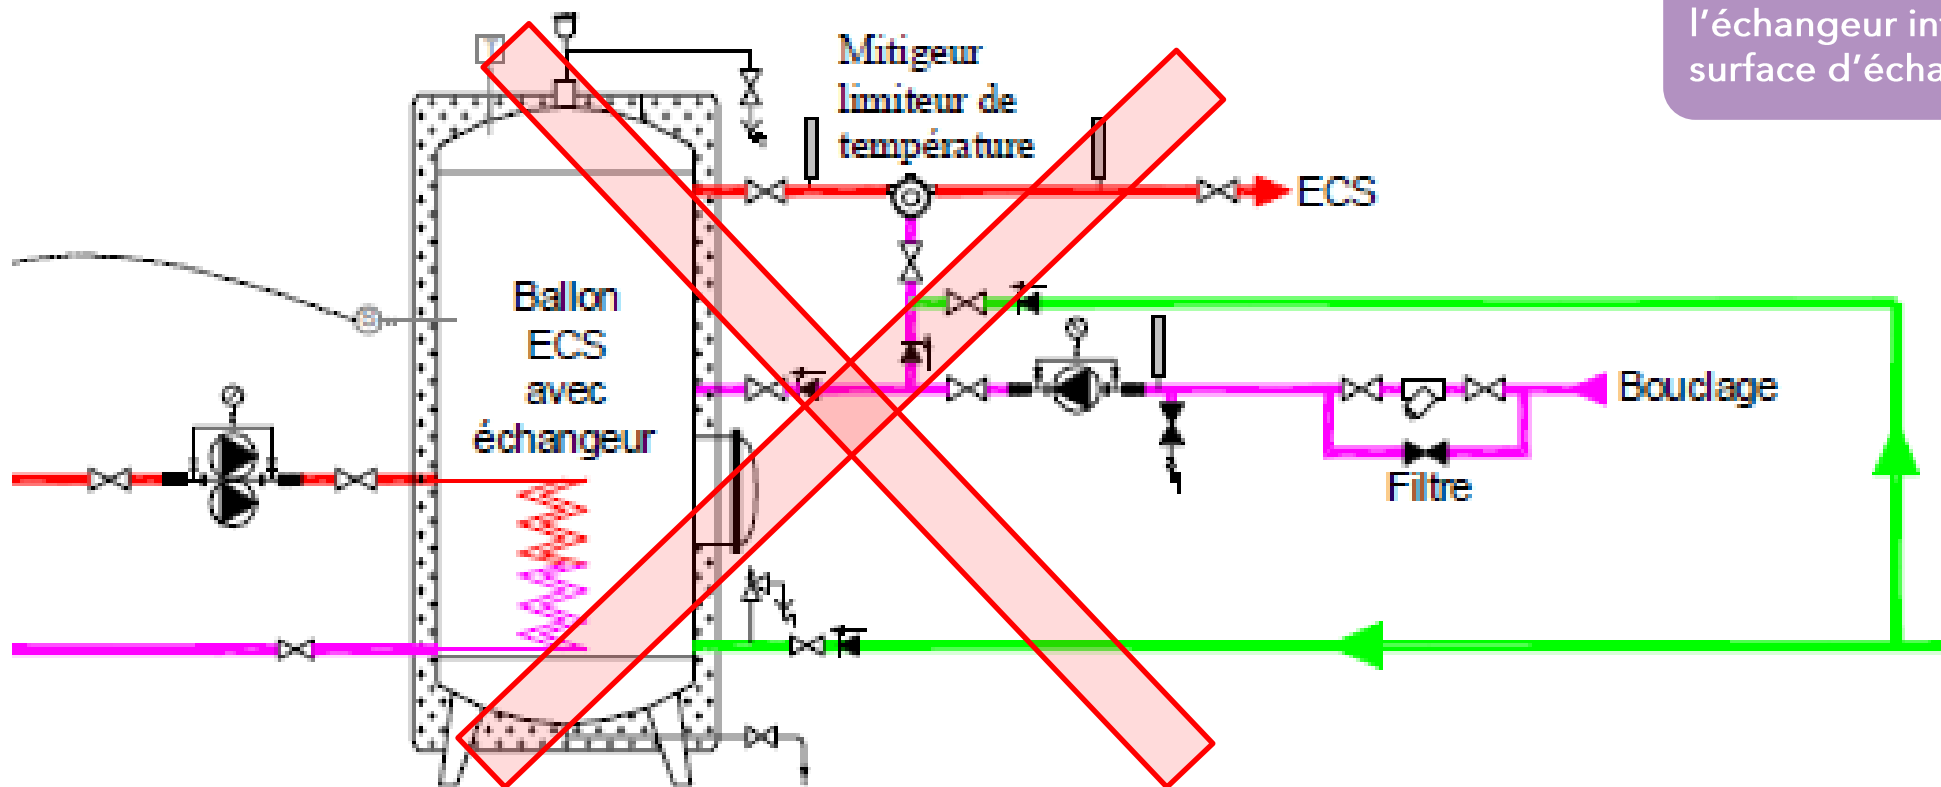 l'échangeur in
surface d'écha
Mitigeur
limiteur de
température
ECS
Ballon
ECS
avec
échangeur
Bouclage
Filtre